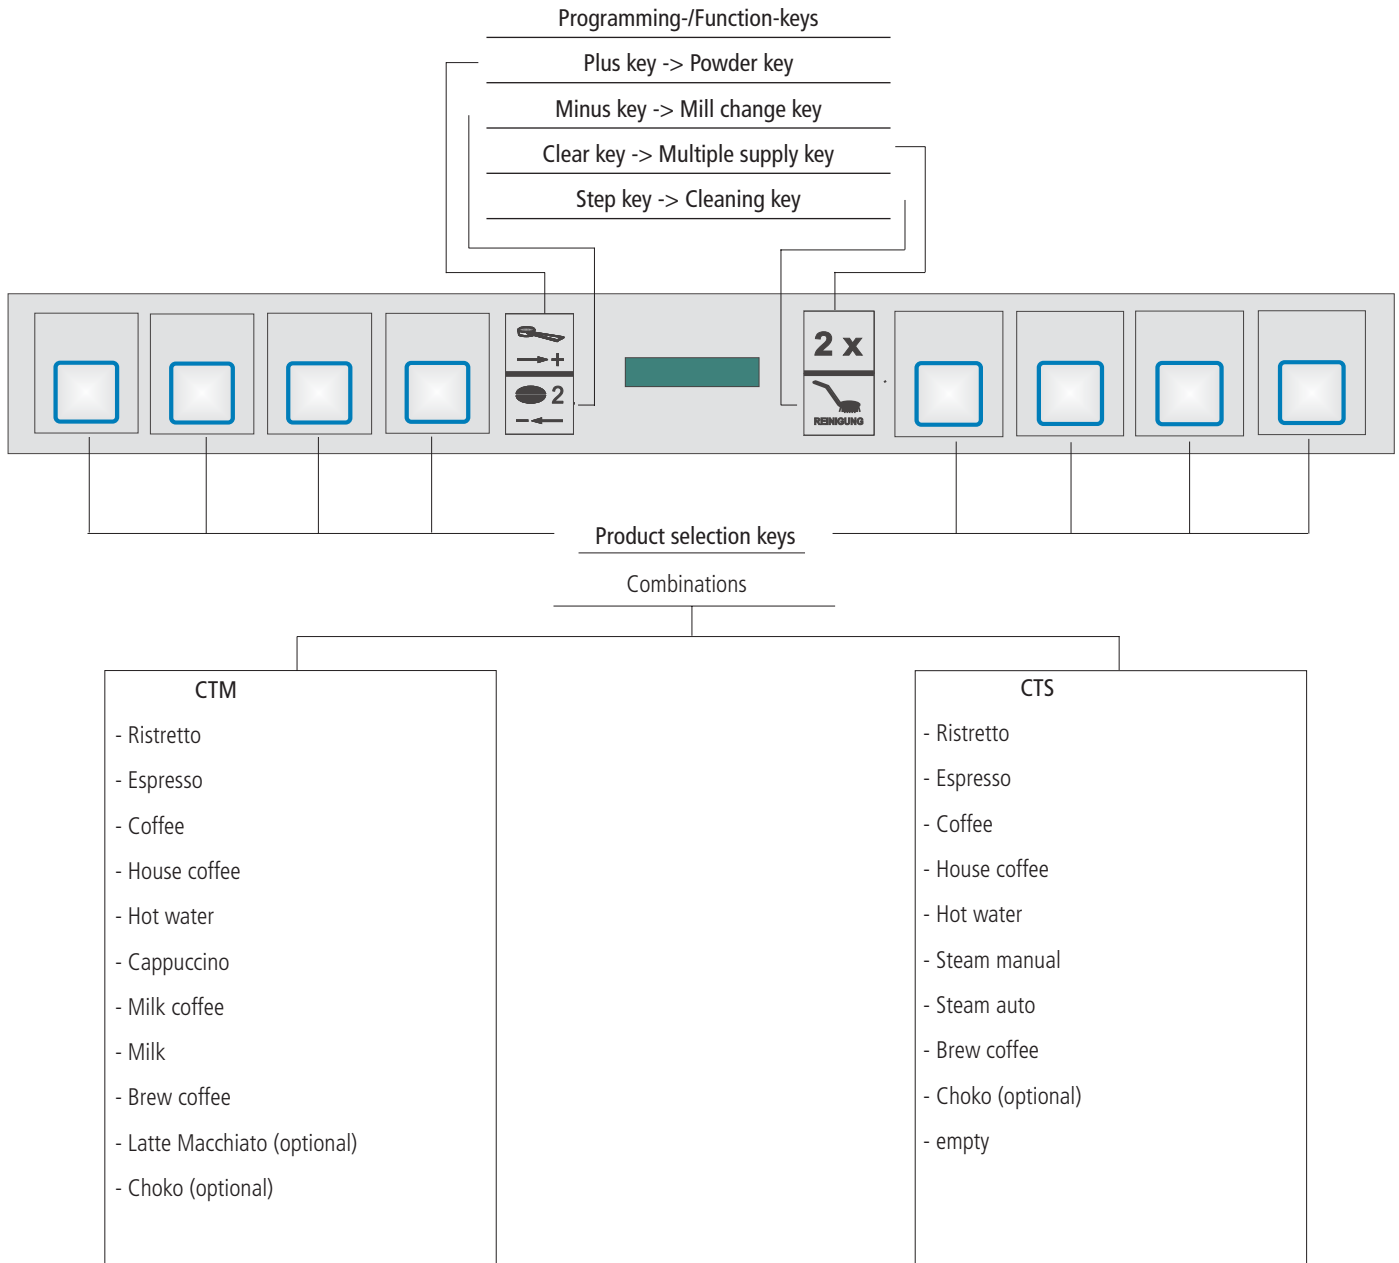 Programming-/Function-keys
Plus key -> Powder key
Minus key -> Mill change key
Clear key -> Multiple supply key
Step key -> Cleaning key
+
2
-
2 x
REINIGUNG
Product selection keys
Combinations
CTM
- Ristretto
- Espresso
- Coffee
- House coffee
- Hot water
- Cappuccino
- Milk coffee
- Milk
- Brew coffee
- Latte Macchiato (optional)
- Choko (optional)
CTS
- Ristretto
- Espresso
- Coffee
- House coffee
- Hot water
- Steam manual
- Steam auto
- Brew coffee
- Choko (optional)
- empty